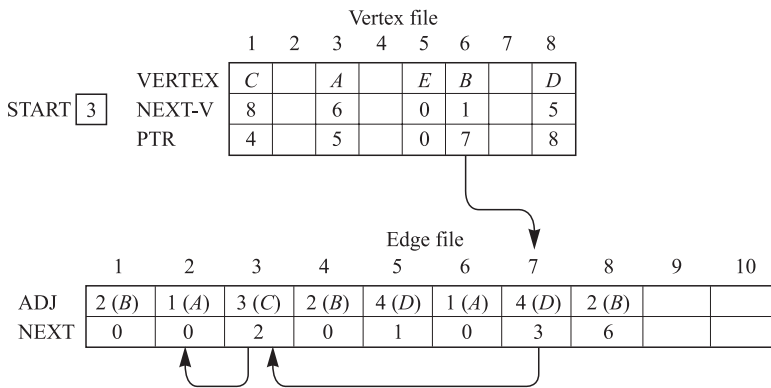 Vertex file
1 2 3 4 5 6 7 8
VERTEX C A E B D
START 3 NEXT-V 8 6 0 1 5
PTR 4 5 0 7 8
Edge file
1 2 3 4 5 6 7 8 9 10
ADJ 2 (B) 1 (A) 3 (C) 2 (B) 4 (D) 1 (A) 4 (D) 2 (B)
NEXT 0 0 2 0 1 0 3 6